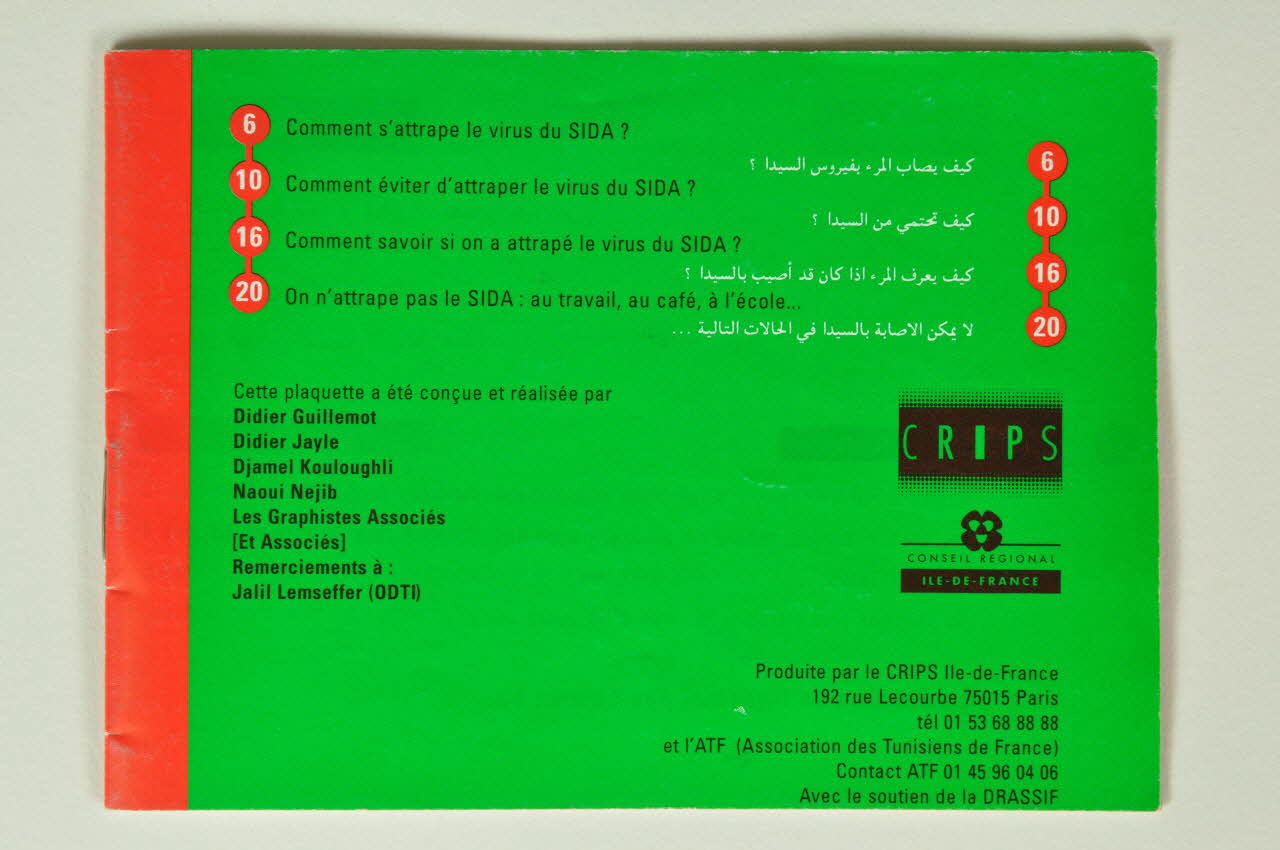 6 Comment s'attrape le virus du SIDA ?
كيف يصاب المرء بفيروس السيدا ؟ 6
10 Comment éviter d'attraper le virus du SIDA ?
كيف تحتمي من السيدا ؟ 10
16 Comment savoir si on a attrapé le virus du SIDA ?
كيف يعرف المرء اذا كان قد أصيب بالسيدا ؟ 16
20 On n'attrape pas le SIDA : au travail, au café, à l'école...
لا يمكن الاصابة بالسيدا في الحالات التالية ... 20
Cette plaquette a été conçue et réalisée par
Didier Guillemot
Didier Jayle
Djamel Kouloughli
Naoui Nejib
Les Graphistes Associés
[Et Associés]
Remerciements à :
Jalil Lemseffer (ODTI)
CRIPS
CONSEIL REGIONAL
ILE-DE-FRANCE
Produite par le CRIPS Ile-de-France
192 rue Lecourbe 75015 Paris
tél 01 53 68 88 88
et l'ATF (Association des Tunisiens de France)
Contact ATF 01 45 96 04 06
Avec le soutien de la DRASSIF